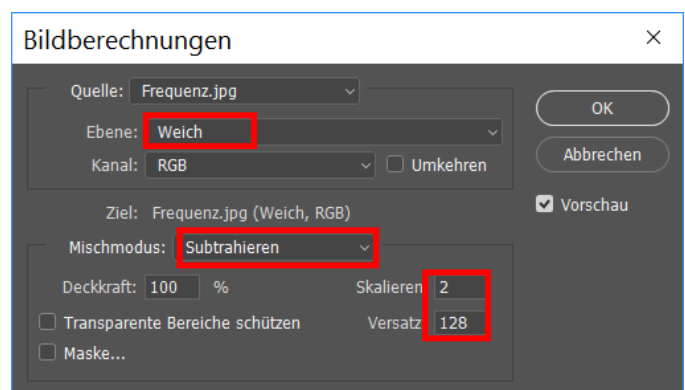 Bildberechnungen
Quelle: Frequenz.jpg
OK
Ebene: Weich
Kanal: RGB Umkehren
Abbrechen
Ziel: Frequenz.jpg (Weich, RGB)
Vorschau
Mischmodus: Subtrahieren
Deckkraft: 100 % Skalieren 2
Transparente Bereiche schützen Versatz 128
Maske...